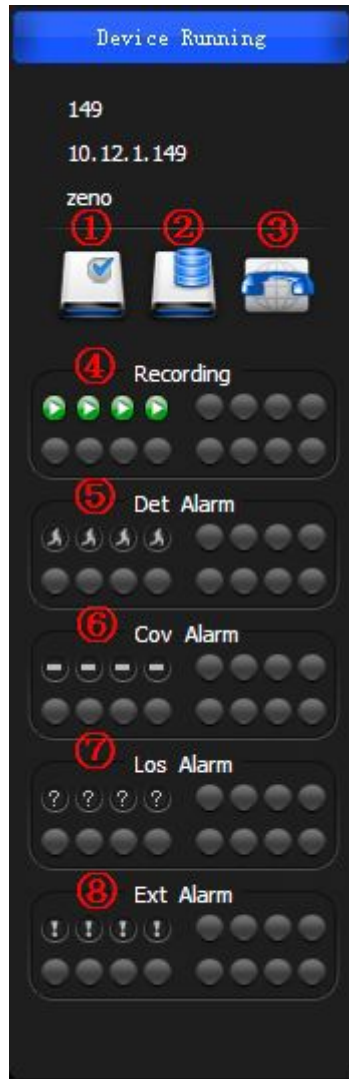 Device Running
149
10.12.1.149
zeno
① ② ③
④ Recording
⑤ Det Alarm
⑥ Cov Alarm
⑦ Los Alarm
? ? ? ?
⑧ Ext Alarm
! ! ! !